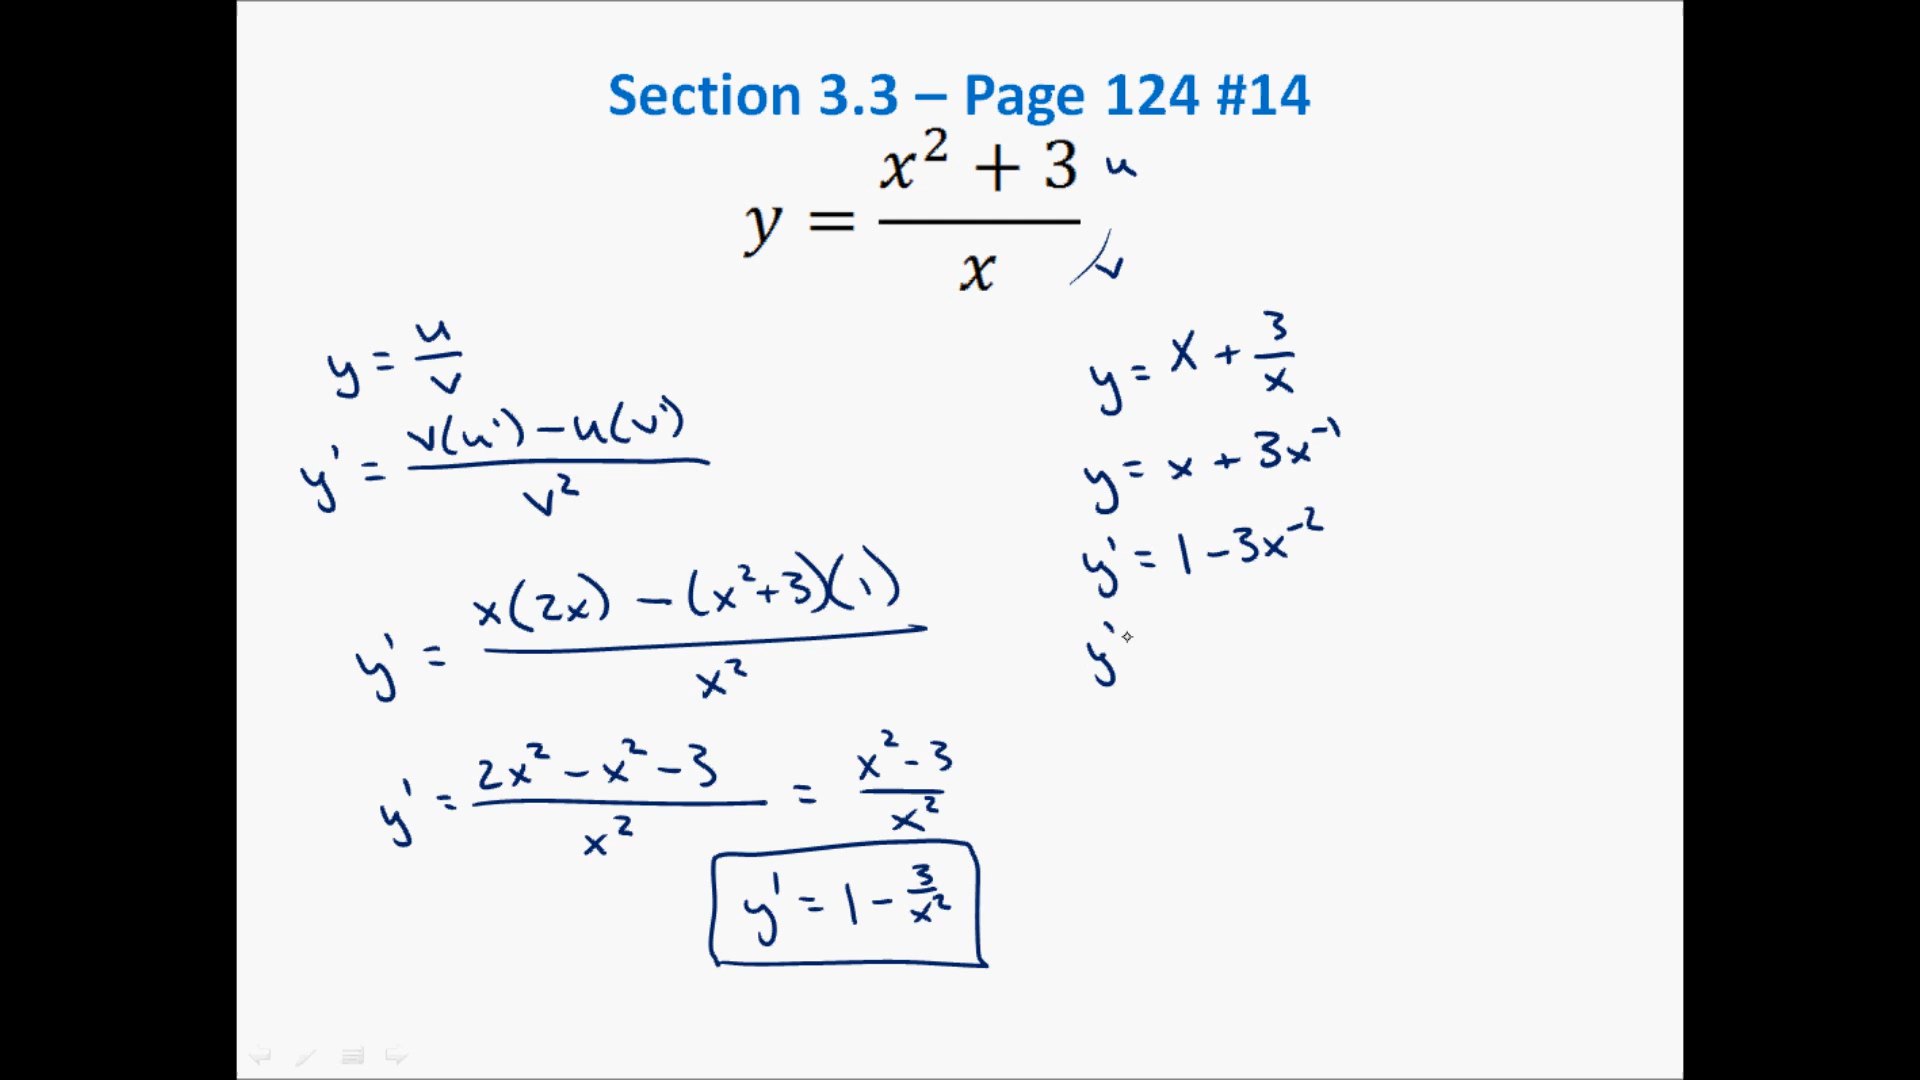 Section 3.3 – Page 124 #14
y = (x² + 3)/x
u
v
y = u/v
y' = (v(u') - u(v'))/v²
y' = (x(2x) - (x²+3)(1))/x²
y' = (2x² - x² - 3)/x² = (x² - 3)/x²
y' = 1 - 3/x²
y = x + 3/x
y = x + 3x⁻¹
y' = 1 - 3x⁻²
y'